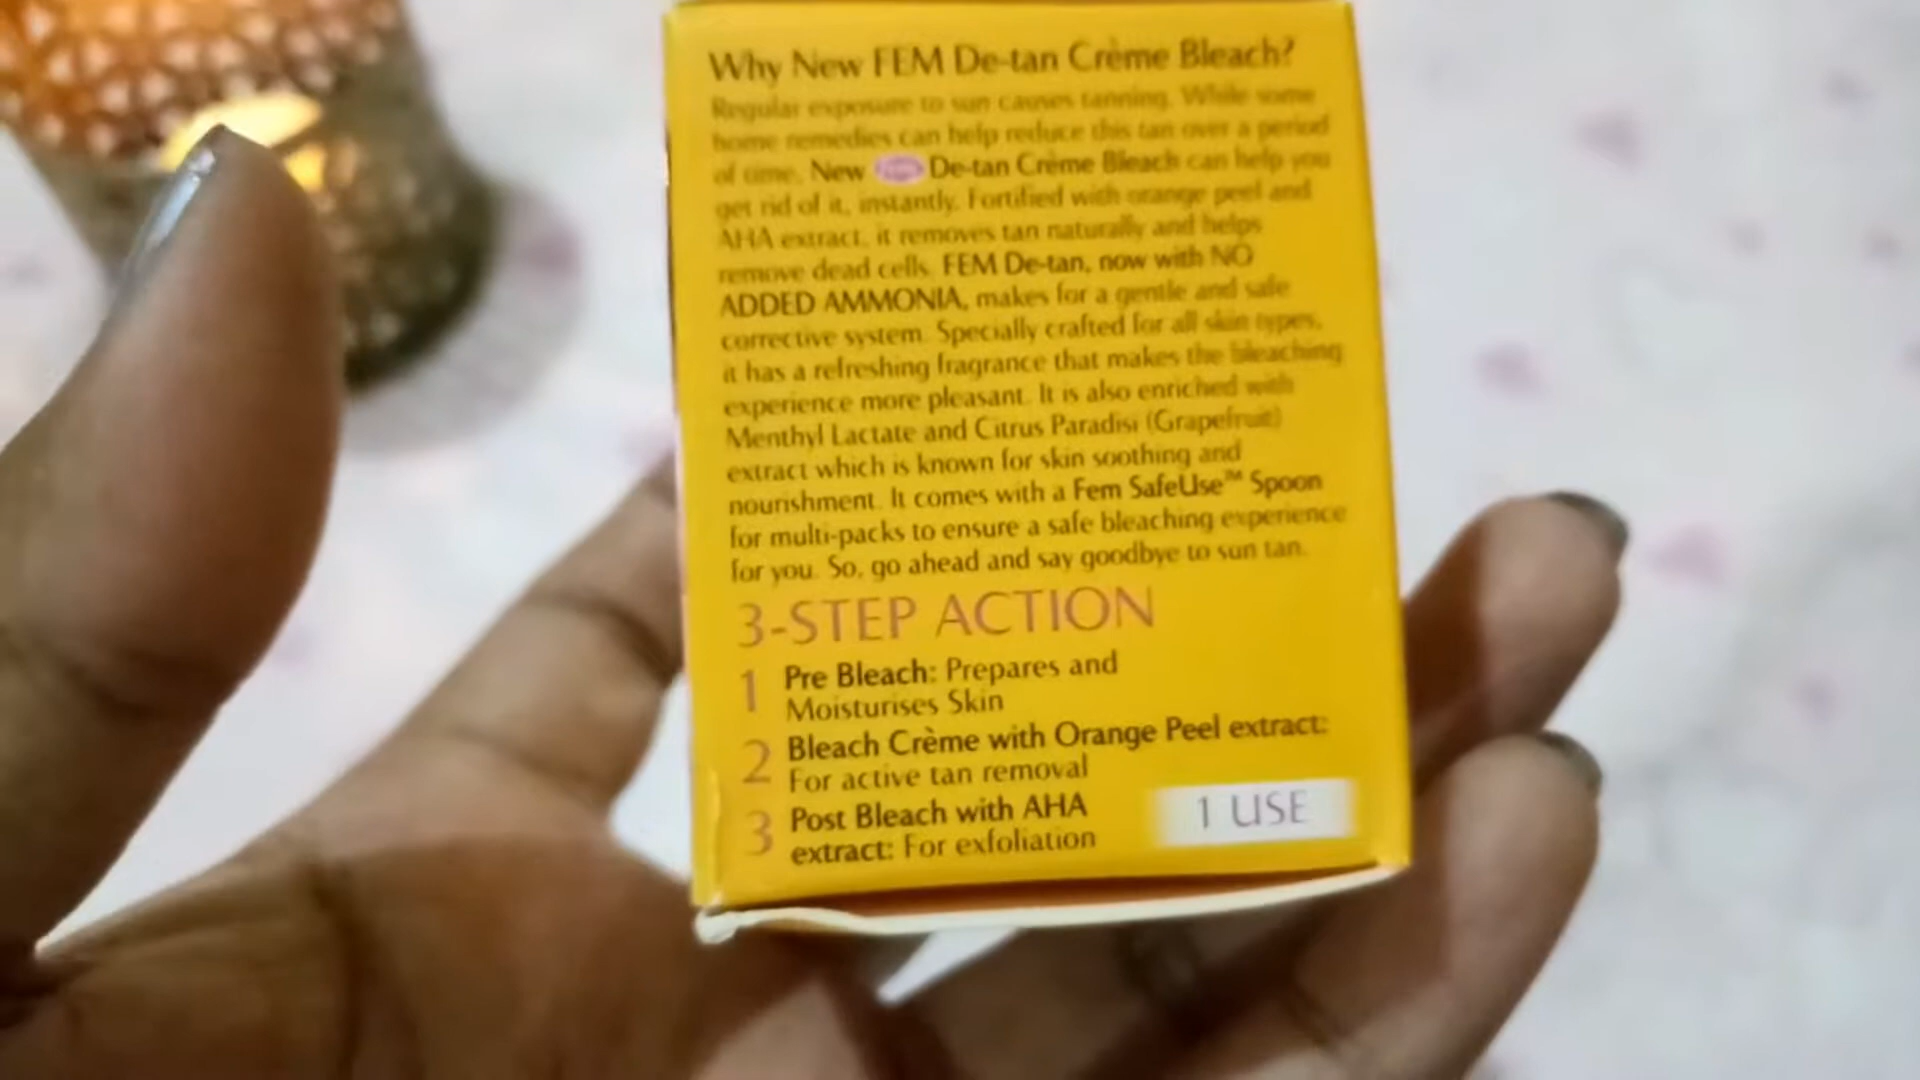 Why New FEM De-tan Crème Bleach?
Regular exposure to sun causes tanning. While some
home remedies can help reduce this tan over a period
of time, New De-tan Crème Bleach can help you
get rid of it, instantly. Fortified with orange peel and
AHA extract, it removes tan naturally and helps
remove dead cells. FEM De-tan, now with NO
ADDED AMMONIA, makes for a gentle and safe
corrective system. Specially crafted for all skin types,
it has a refreshing fragrance that makes the bleaching
experience more pleasant. It is also enriched with
Menthyl Lactate and Citrus Paradisi (Grapefruit)
extract which is known for skin soothing and
nourishment. It comes with a Fem SafeUse™ Spoon
for multi-packs to ensure a safe bleaching experience
for you. So, go ahead and say goodbye to sun tan.
3-STEP ACTION
1 Pre Bleach: Prepares and
Moisturises Skin
2 Bleach Crème with Orange Peel extract:
For active tan removal
3 Post Bleach with AHA
extract: For exfoliation
1 USE